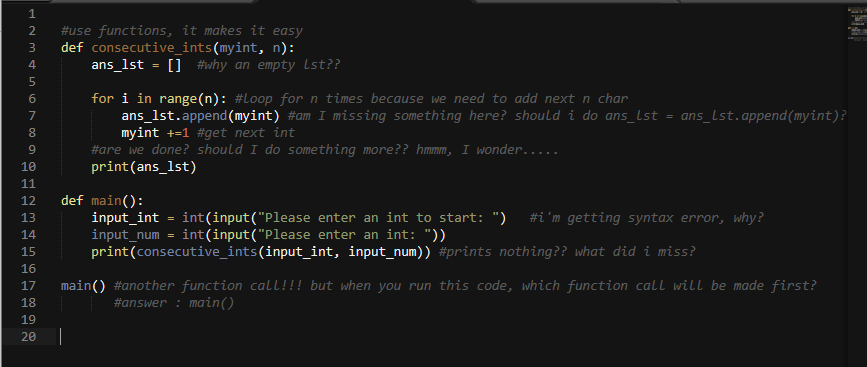 1
2 #use functions, it makes it easy
3 def consecutive_ints(myint, n):
4 ans_lst = [] #why an empty lst??
5
6 for i in range(n): #loop for n times because we need to add next n char
7 ans_lst.append(myint) #am I missing something here? should i do ans_lst = ans_lst.append(myint)?
8 myint +=1 #get next int
9 #are we done? should I do something more?? hmmm, I wonder.....
10 print(ans_lst)
11
12 def main():
13 input_int = int(input("Please enter an int to start: ") #i'm getting syntax error, why?
14 input_num = int(input("Please enter an int: "))
15 print(consecutive_ints(input_int, input_num)) #prints nothing?? what did i miss?
16
17 main() #another function call!!! but when you run this code, which function call will be made first?
18 #answer : main()
19
20